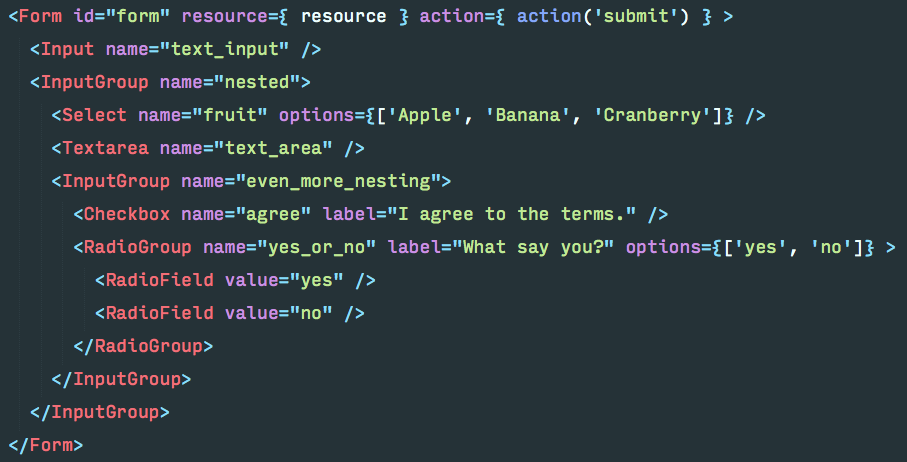 <Form id="form" resource={ resource } action={ action('submit') } >
  <Input name="text_input" />
  <InputGroup name="nested">
    <Select name="fruit" options={['Apple', 'Banana', 'Cranberry']} />
    <Textarea name="text_area" />
    <InputGroup name="even_more_nesting">
      <Checkbox name="agree" label="I agree to the terms." />
      <RadioGroup name="yes_or_no" label="What say you?" options={['yes', 'no']} >
        <RadioField value="yes" />
        <RadioField value="no" />
      </RadioGroup>
    </InputGroup>
  </InputGroup>
</Form>